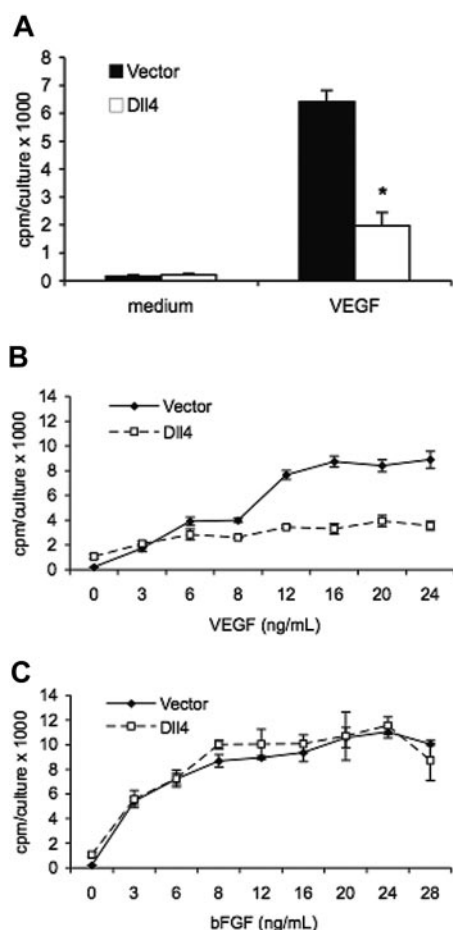 A
cpm/culture x 1000
8
7
6
5
4
3
2
1
0
Vector
Dll4
*
medium
VEGF
B
cpm/culture x 1000
14
12
10
8
6
4
2
0
Vector
Dll4
0 3 6 8 12 16 20 24
VEGF (ng/mL)
C
cpm/culture x 1000
14
12
10
8
6
4
2
0
Vector
Dll4
0 3 6 8 12 16 20 24 28
bFGF (ng/mL)